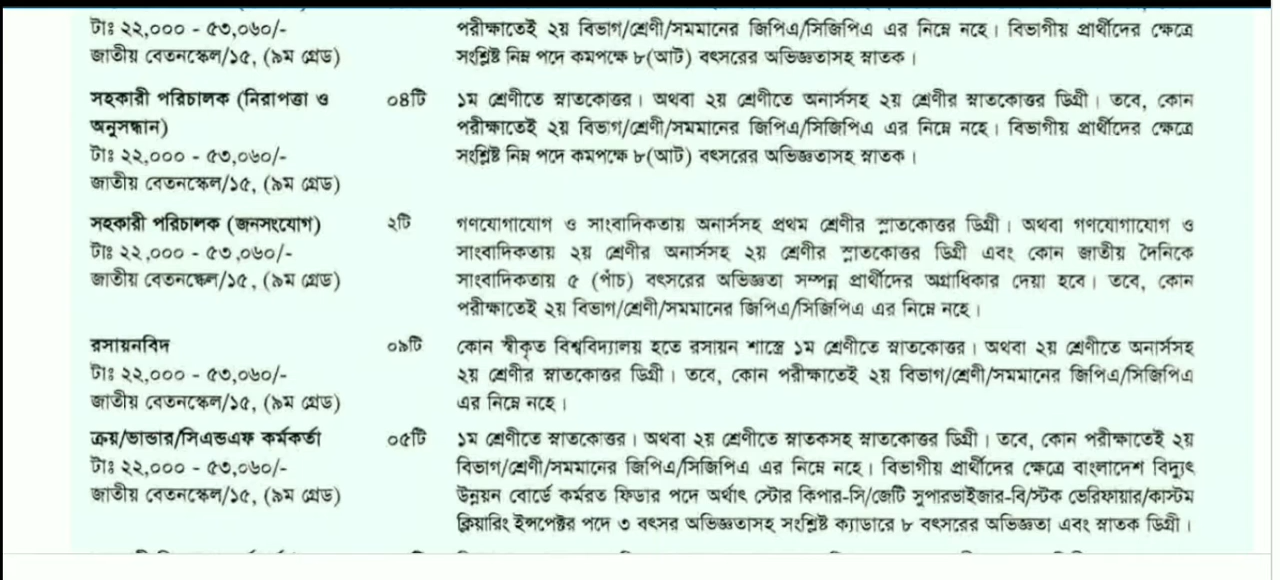 টাঃ ২২,০০০ - ৫৩,০৬০/-
জাতীয় বেতনস্কেল/১৫, (৯ম গ্রেড)
পরীক্ষাতেই ২য় বিভাগ/শ্রেণী/সমমানের জিপিএ/সিজিপিএ এর নিম্নে নহে। বিভাগীয় প্রার্থীদের ক্ষেত্রে
সংশ্লিষ্ট নিম্ন পদে কমপক্ষে ৮(আট) বৎসরের অভিজ্ঞতাসহ স্নাতক।
সহকারী পরিচালক (নিরাপত্তা ও
অনুসন্ধান)
টাঃ ২২,০০০ - ৫৩,০৬০/-
জাতীয় বেতনস্কেল/১৫, (৯ম গ্রেড)
০৪টি
১ম শ্রেণীতে স্নাতকোত্তর। অথবা ২য় শ্রেণীতে অনার্সসহ ২য় শ্রেণীর স্নাতকোত্তর ডিগ্রী। তবে, কোন
পরীক্ষাতেই ২য় বিভাগ/শ্রেণী/সমমানের জিপিএ/সিজিপিএ এর নিম্নে নহে। বিভাগীয় প্রার্থীদের ক্ষেত্রে
সংশ্লিষ্ট নিম্ন পদে কমপক্ষে ৮(আট) বৎসরের অভিজ্ঞতাসহ স্নাতক।
সহকারী পরিচালক (জনসংযোগ)
টাঃ ২২,০০০ - ৫৩,০৬০/-
জাতীয় বেতনস্কেল/১৫, (৯ম গ্রেড)
২টি
গণযোগাযোগ ও সাংবাদিকতায় অনার্সসহ প্রথম শ্রেণীর স্নাতকোত্তর ডিগ্রী। অথবা গণযোগাযোগ ও
সাংবাদিকতায় ২য় শ্রেণীর অনার্সসহ ২য় শ্রেণীর স্নাতকোত্তর ডিগ্রী এবং কোন জাতীয় দৈনিকে
সাংবাদিকতায় ৫ (পাঁচ) বৎসরের অভিজ্ঞতা সম্পন্ন প্রার্থীদের অগ্রাধিকার দেয়া হবে। তবে, কোন
পরীক্ষাতেই ২য় বিভাগ/শ্রেণী/সমমানের জিপিএ/সিজিপিএ এর নিম্নে নহে।
রসায়নবিদ
টাঃ ২২,০০০ - ৫৩,০৬০/-
জাতীয় বেতনস্কেল/১৫, (৯ম গ্রেড)
০৯টি
কোন স্বীকৃত বিশ্ববিদ্যালয় হতে রসায়ন শাস্ত্রে ১ম শ্রেণীতে স্নাতকোত্তর। অথবা ২য় শ্রেণীতে অনার্সসহ
২য় শ্রেণীর স্নাতকোত্তর ডিগ্রী। তবে, কোন পরীক্ষাতেই ২য় বিভাগ/শ্রেণী/সমমানের জিপিএ/সিজিপিএ
এর নিম্নে নহে।
ক্রয়/ভান্ডার/সিএন্ডএফ কর্মকর্তা
টাঃ ২২,০০০ - ৫৩,০৬০/-
জাতীয় বেতনস্কেল/১৫, (৯ম গ্রেড)
০৫টি
১ম শ্রেণীতে স্নাতকোত্তর। অথবা ২য় শ্রেণীতে স্নাতকসহ স্নাতকোত্তর ডিগ্রী। তবে, কোন পরীক্ষাতেই ২য়
বিভাগ/শ্রেণী/সমমানের জিপিএ/সিজিপিএ এর নিম্নে নহে। বিভাগীয় প্রার্থীদের ক্ষেত্রে বাংলাদেশ বিদ্যুৎ
উন্নয়ন বোর্ডে কর্মরত ফিডার পদে অর্থাৎ স্টোর কিপার-সি/জেটি সুপারভাইজার-বি/স্টক ভেরিফায়ার/কাস্টম
ক্লিয়ারিং ইন্সপেক্টর পদে ৩ বৎসর অভিজ্ঞতাসহ সংশ্লিষ্ট ক্যাডারে ৮ বৎসরের অভিজ্ঞতা এবং স্নাতক ডিগ্রী।